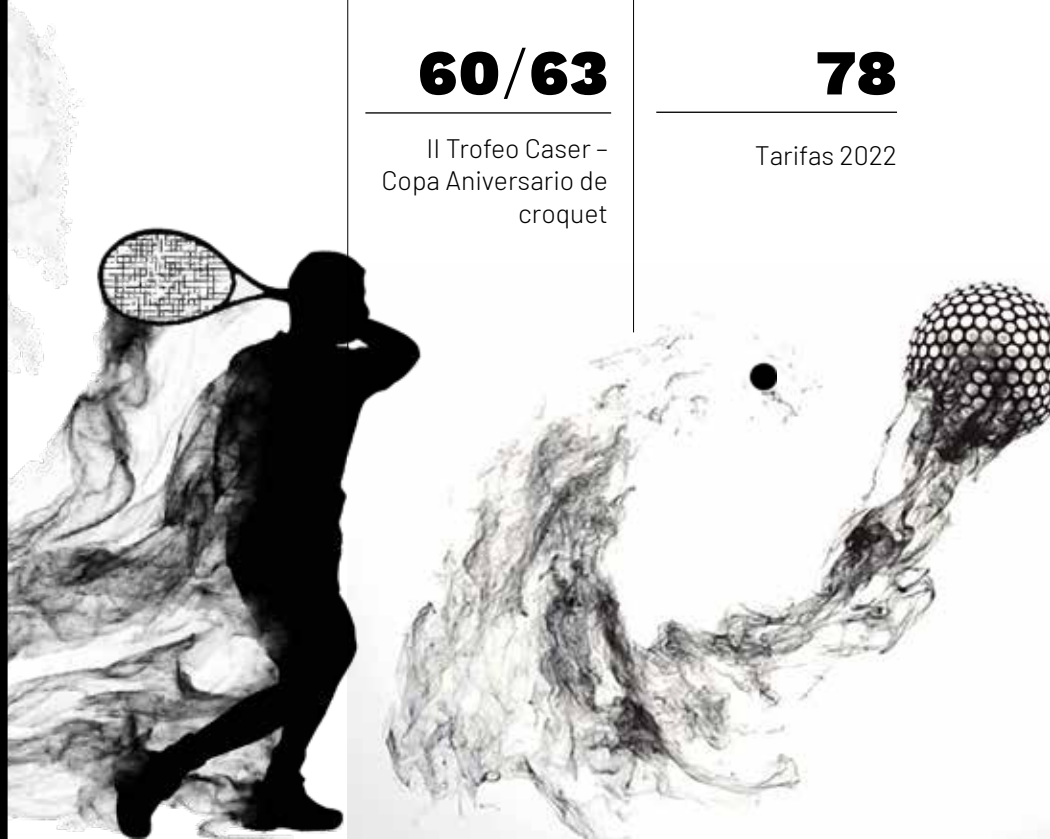 60/63
II Trofeo Caser –
Copa Aniversario de
croquet
78
Tarifas 2022